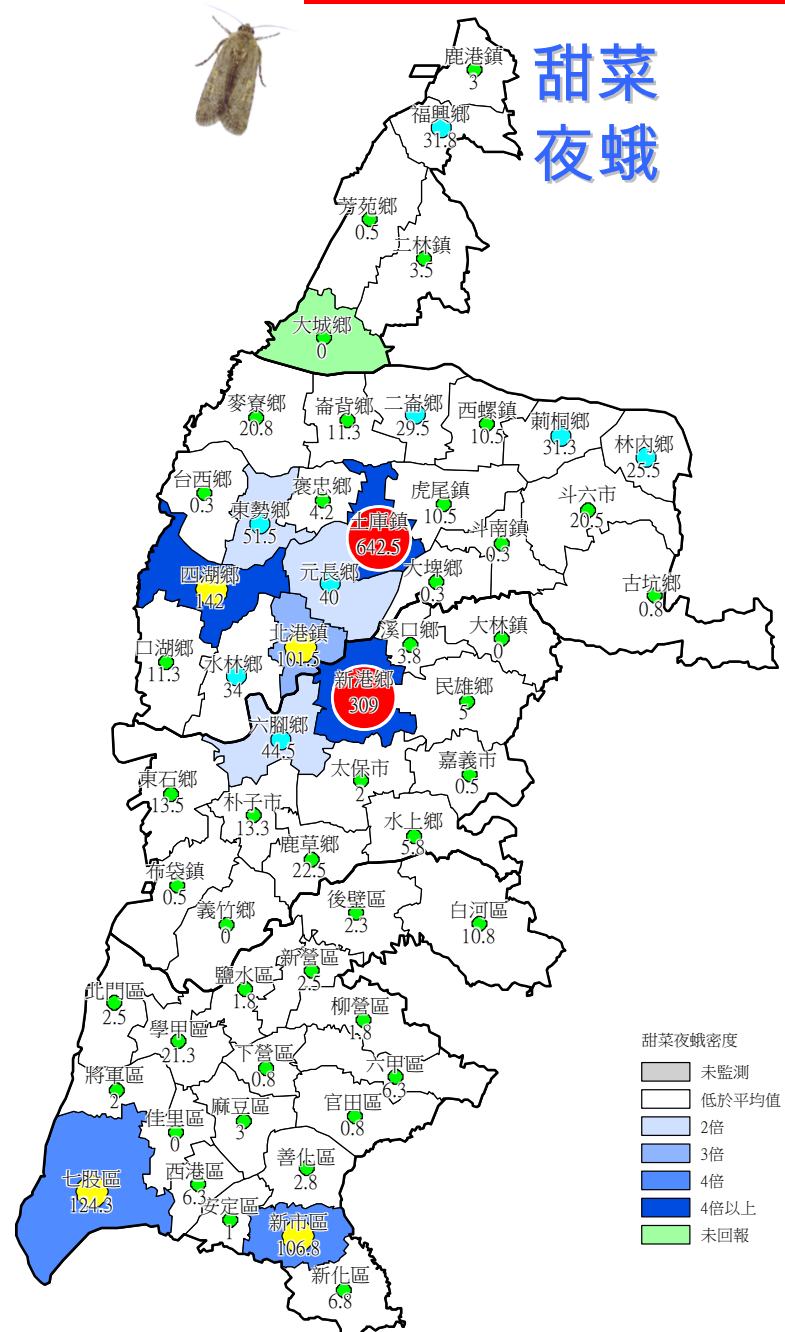 甜菜
夜蛾
鹿港鎮
3
福興鄉
31.8
芳苑鄉
0.5
二林鎮
3.5
大城鄉
0
麥寮鄉
20.8
崙背鄉
11.3
二崙鄉
29.5
西螺鎮
10.5
莿桐鄉
31.3
林內鄉
25.5
台西鄉
0.3
東勢鄉
51.5
褒忠鄉
4.2
土庫鎮
642.5
虎尾鎮
10.5
斗南鎮
0.3
斗六市
20.5
四湖鄉
142
元長鄉
40
大埤鄉
0.3
古坑鄉
0.8
口湖鄉
11.3
水林鄉
34
北港鎮
101.5
溪口鄉
3.8
大林鎮
0
新港鄉
309
民雄鄉
5
六腳鄉
44.5
太保市
2
嘉義市
0.5
東石鄉
13.5
朴子市
13.3
水上鄉
5.8
鹿草鄉
22.5
布袋鎮
0.5
義竹鄉
0
後壁區
2.3
白河區
10.8
新營區
2.5
鹽水區
1.8
北門區
2.5
柳營區
1.8
學甲區
21.3
下營區
0.8
六甲區
6.3
將軍區
2
佳里區
0
麻豆區
3
官田區
0.8
七股區
124.3
西港區
6.3
善化區
2.8
安定區
1
新市區
106.8
新化區
6.8
甜菜夜蛾密度
未監測
低於平均值
2倍
3倍
4倍
4倍以上
未回報